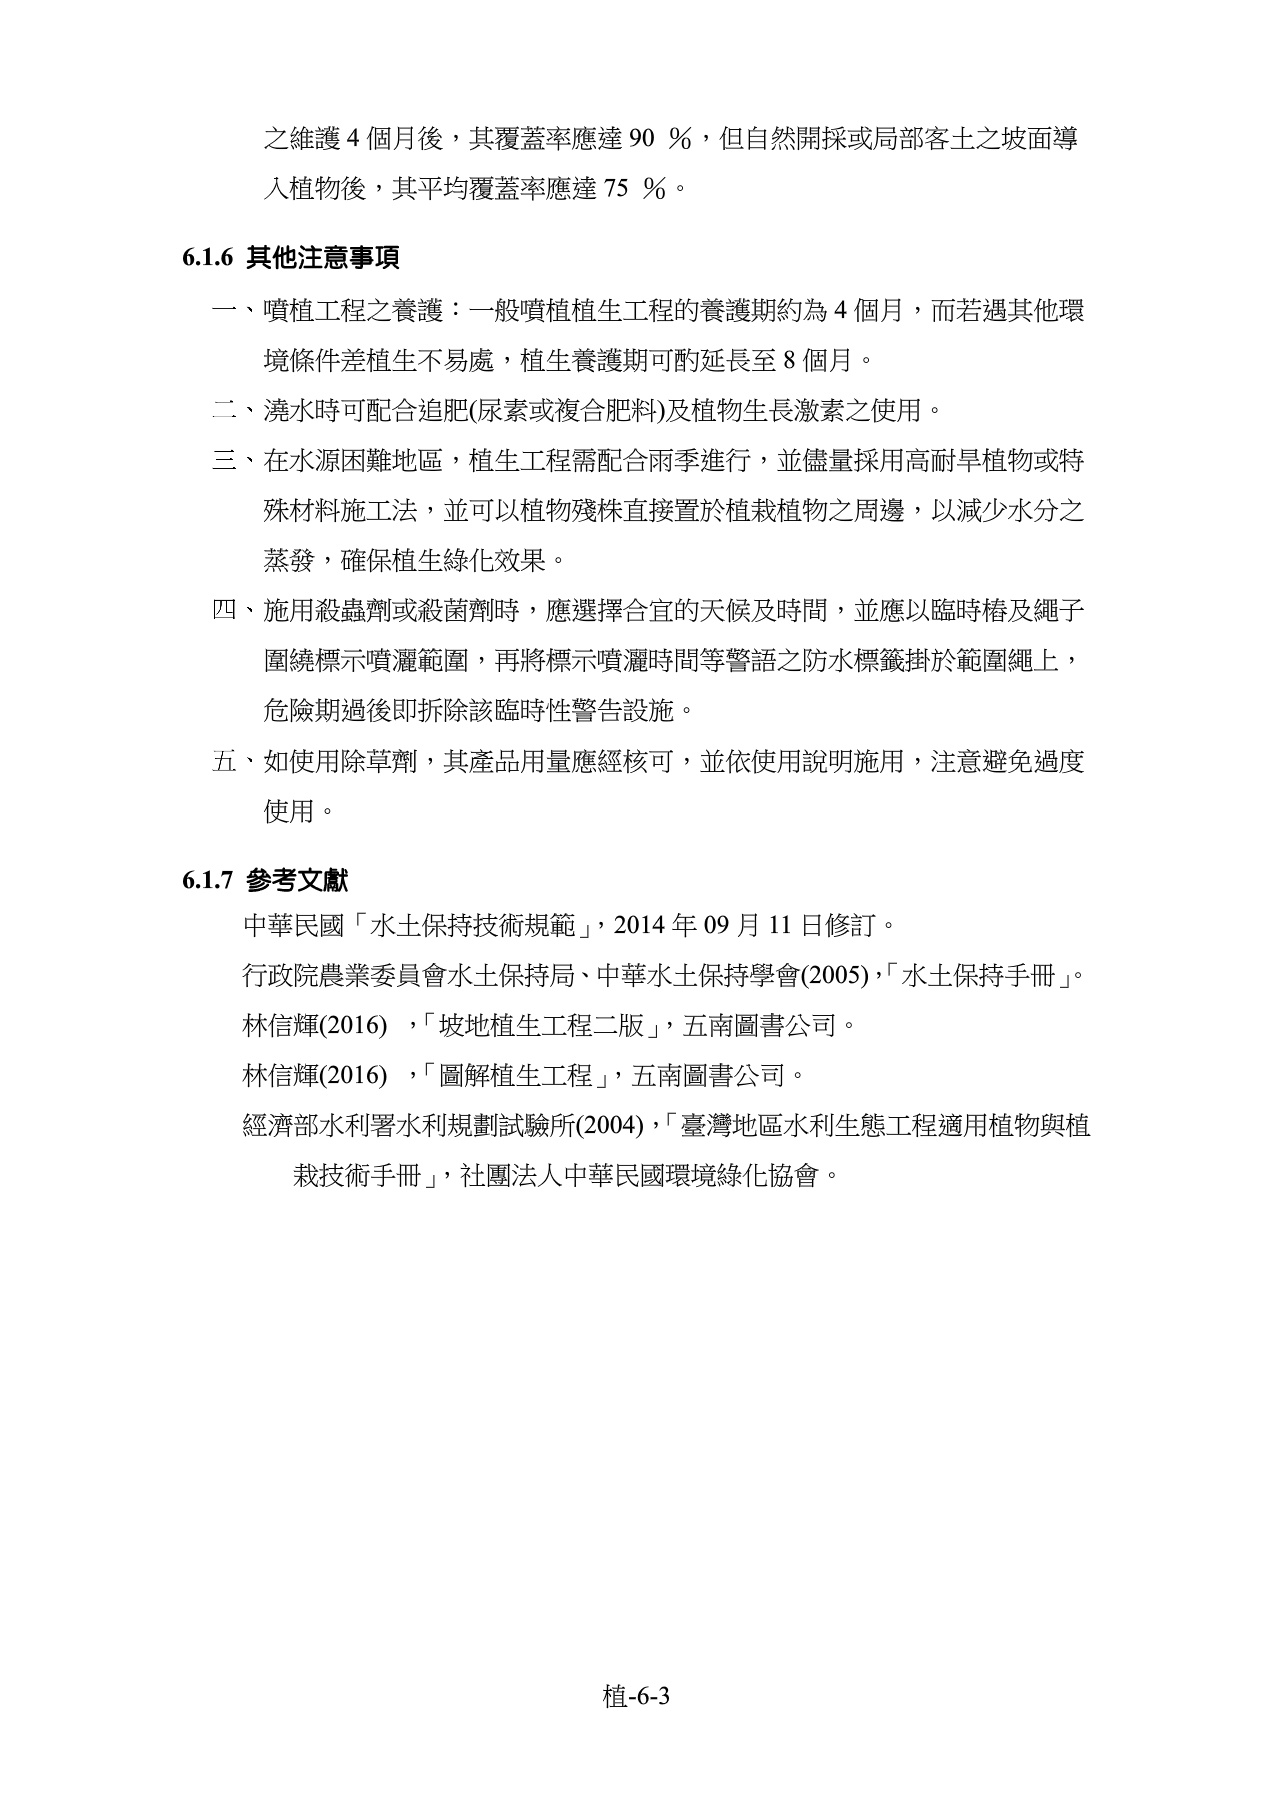 之維護 4 個月後，其覆蓋率應達 90 ％，但自然開採或局部客土之坡面導
入植物後，其平均覆蓋率應達 75 ％。
6.1.6 其他注意事項
一、噴植工程之養護：一般噴植植生工程的養護期約為 4 個月，而若遇其他環
境條件差植生不易處，植生養護期可酌延長至 8 個月。
二、澆水時可配合追肥(尿素或複合肥料)及植物生長激素之使用。
三、在水源困難地區，植生工程需配合雨季進行，並儘量採用高耐旱植物或特
殊材料施工法，並可以植物殘株直接置於植栽植物之周邊，以減少水分之
蒸發，確保植生綠化效果。
四、施用殺蟲劑或殺菌劑時，應選擇合宜的天候及時間，並應以臨時樁及繩子
圍繞標示噴灑範圍，再將標示噴灑時間等警語之防水標籤掛於範圍繩上，
危險期過後即拆除該臨時性警告設施。
五、如使用除草劑，其產品用量應經核可，並依使用說明施用，注意避免過度
使用。
6.1.7 參考文獻
中華民國「水土保持技術規範」，2014 年 09 月 11 日修訂。
行政院農業委員會水土保持局、中華水土保持學會(2005)，「水土保持手冊」。
林信輝(2016) ，「坡地植生工程二版」，五南圖書公司。
林信輝(2016) ，「圖解植生工程」，五南圖書公司。
經濟部水利署水利規劃試驗所(2004)，「臺灣地區水利生態工程適用植物與植
栽技術手冊」，社團法人中華民國環境綠化協會。
植-6-3